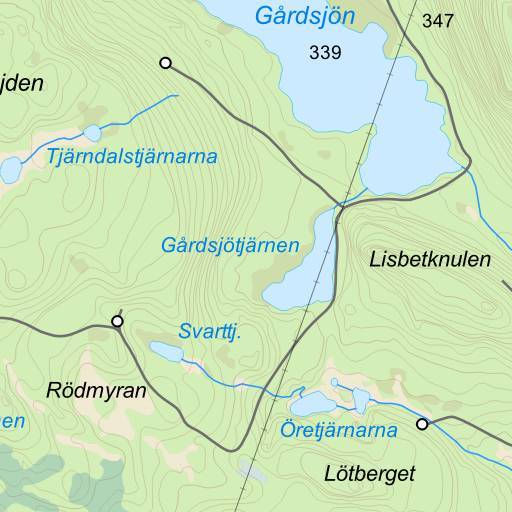 Gårdsjön
347
339
jden
Tjärndalstjärnarna
Gårdsjötjärnen
Lisbetknulen
Svarttj.
Rödmyran
en
Öretjärnarna
Lötberget